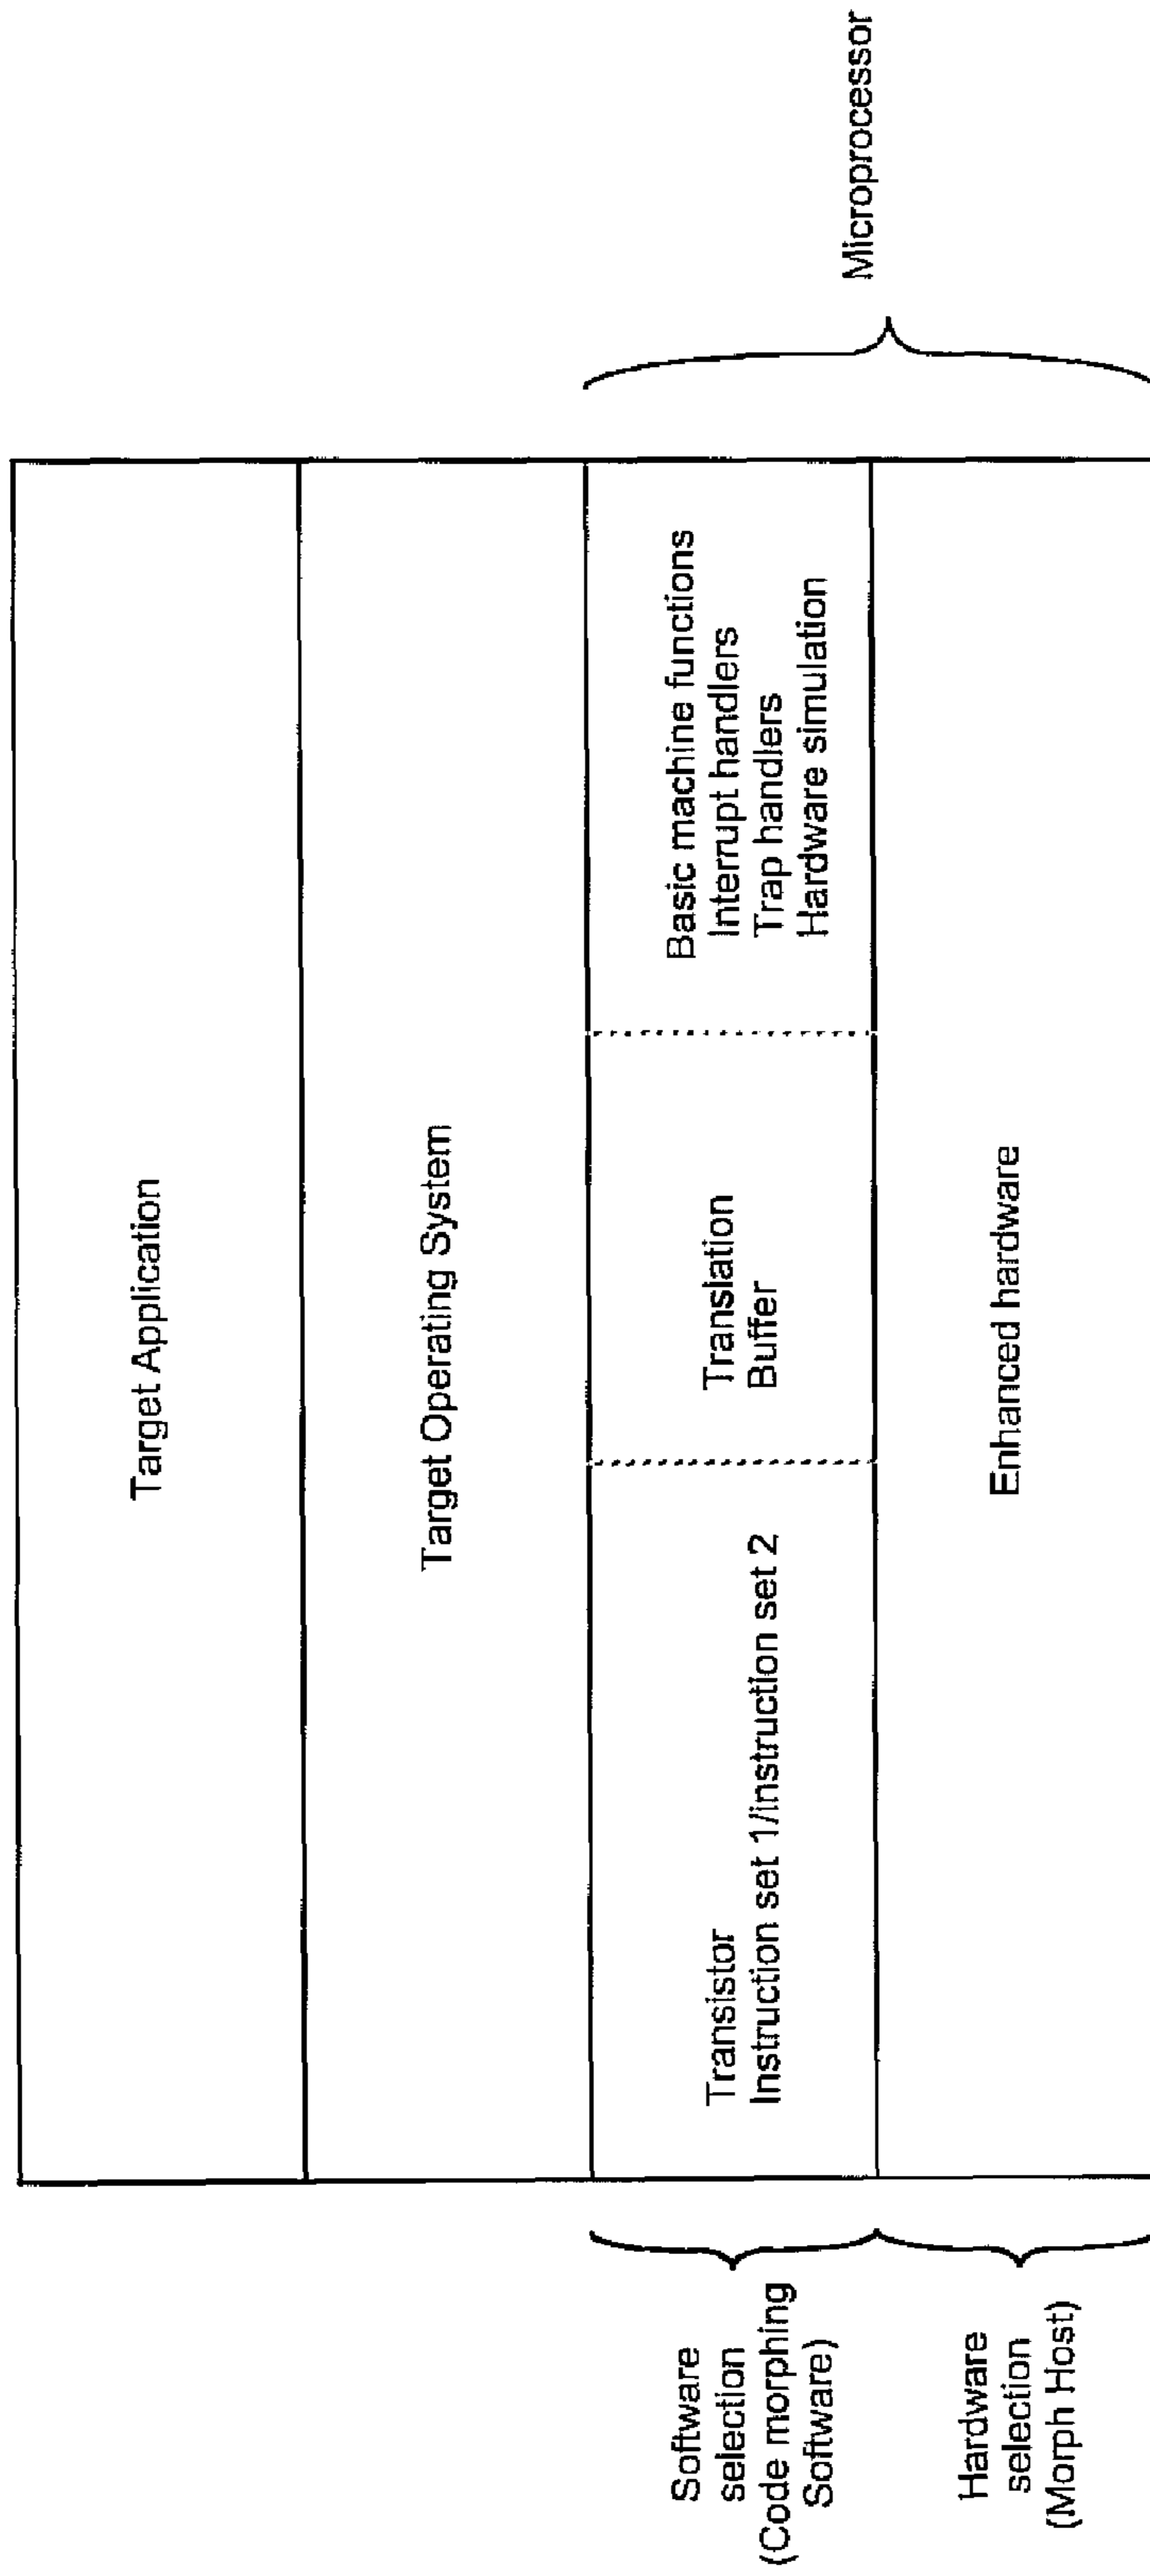 Target Application
Target Operating System
Transistor
Instruction set 1/instruction set 2
Translation
Buffer
Basic machine functions
Interrupt handlers
Trap handlers
Hardware simulation
Enhanced hardware
Software
selection
(Code morphing
Software)
Hardware
selection
(Morph Host)
Microprocessor